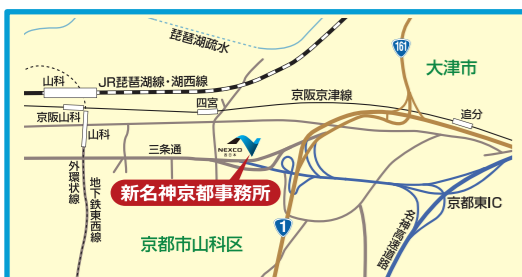 琵琶湖疏水
161
大津市
山科
JR琵琶湖線・湖西線
四宮
京阪京津線
追分
京阪山科
山科
三条通
NEXCO
西日本
新名神京都事務所
外環状線
地下鉄東西線
京都市山科区
1
名神高速道路
京都東IC